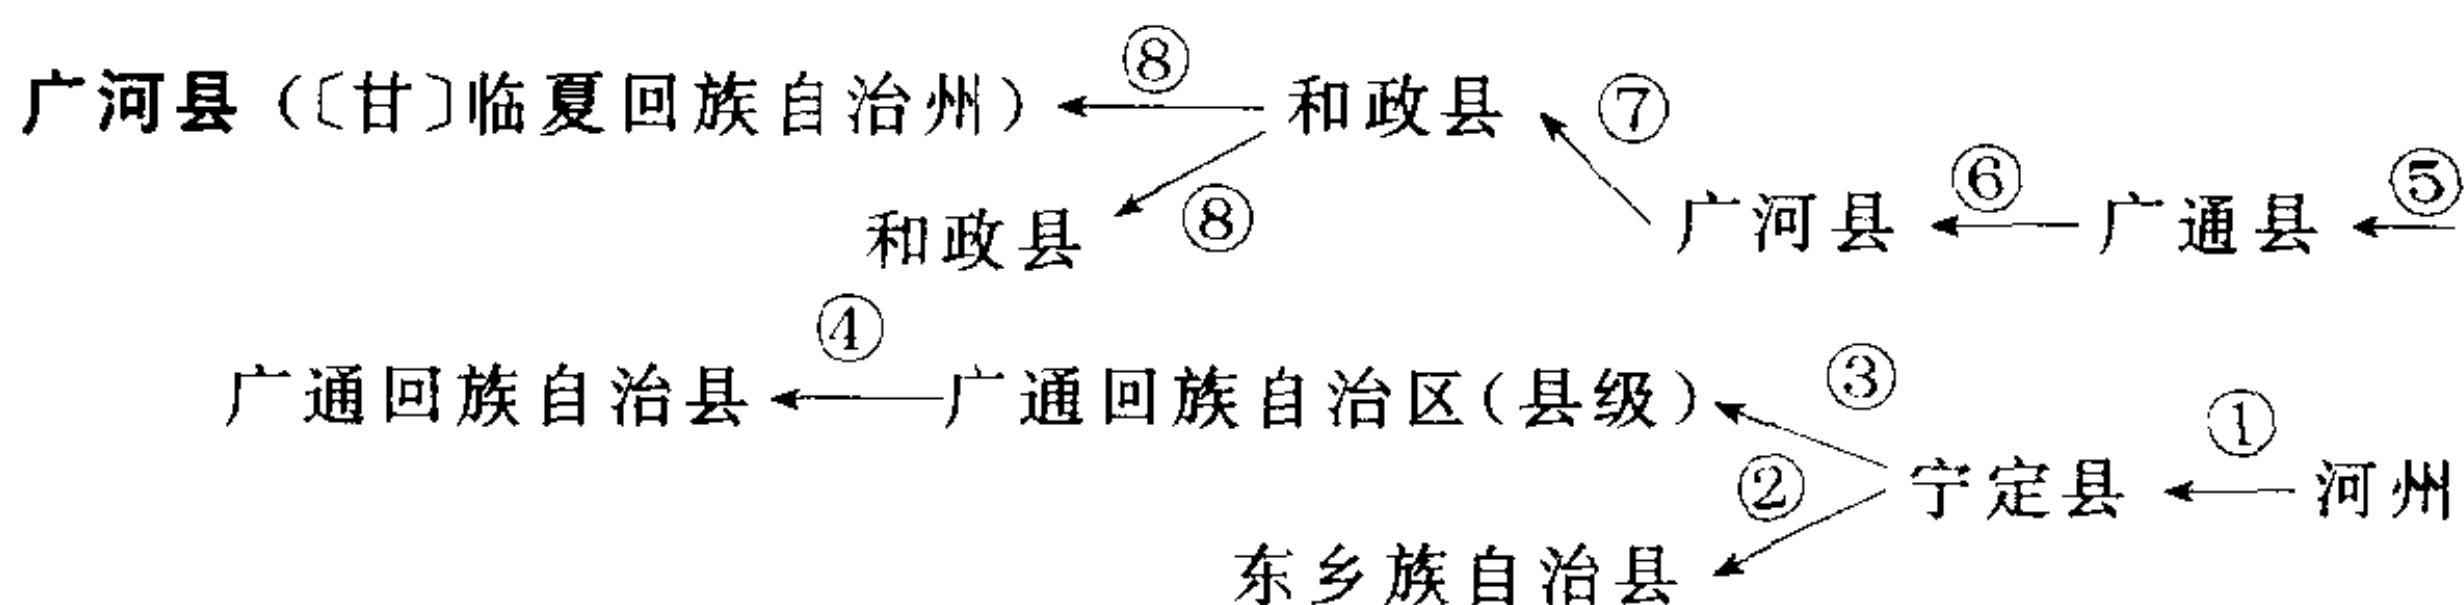 ⑧
广河县（〔甘〕临夏回族自治州） 和政县 ⑦
⑥ ⑤
和政县 ⑧ 广河县 广通县
④
广通回族自治县 广通回族自治区(县级) ③
①
② 宁定县 河州
东乡族自治县